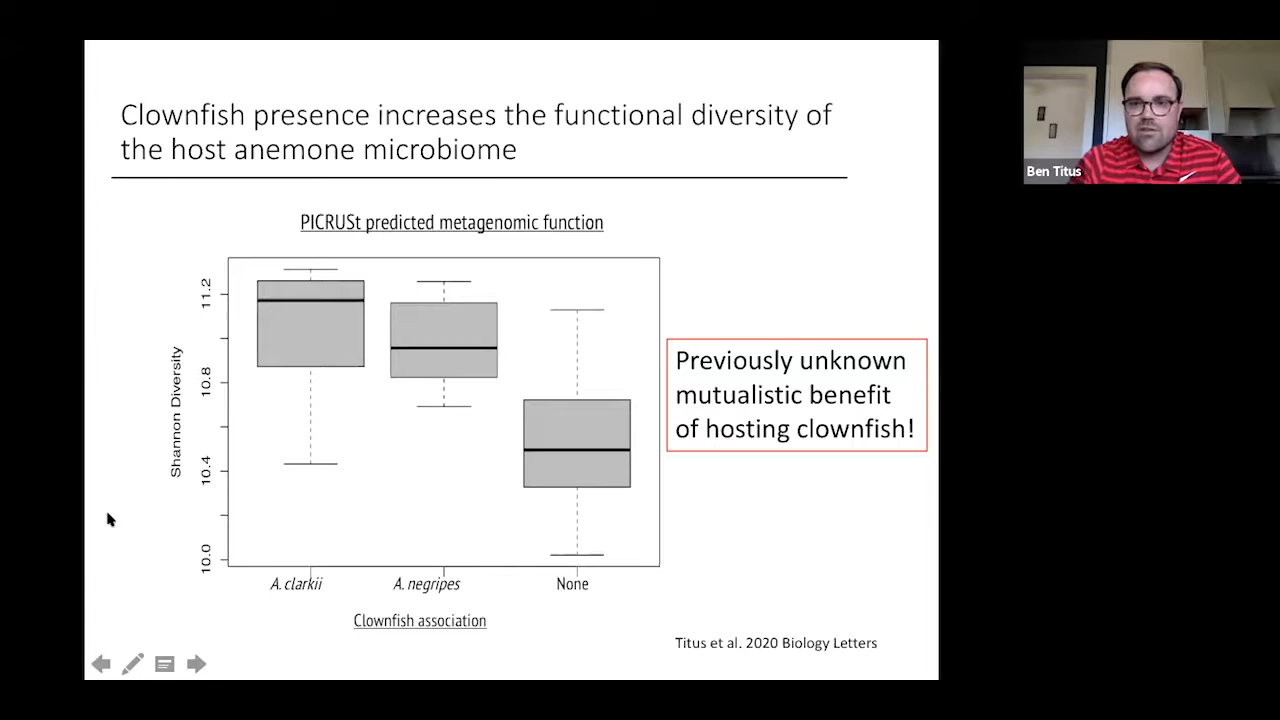 Clownfish presence increases the functional diversity of
the host anemone microbiome
PICRUSt predicted metagenomic function
11.2
10.8
10.4
10.0
Shannon Diversity
A. clarkii
A. negripes
None
Clownfish association
Previously unknown
mutualistic benefit
of hosting clownfish!
Titus et al. 2020 Biology Letters
Ben Titus